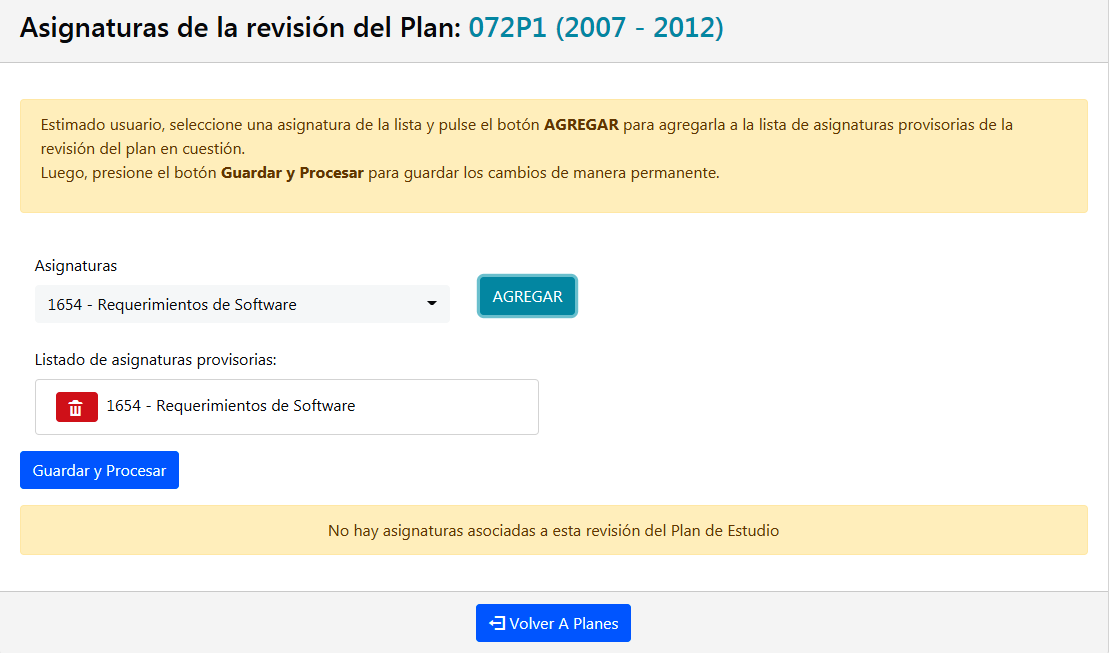 Asignaturas de la revisión del Plan: 072P1 (2007 - 2012)
Estimado usuario, seleccione una asignatura de la lista y pulse el botón AGREGAR para agregarla a la lista de asignaturas provisorias de la
revisión del plan en cuestión.
Luego, presione el botón Guardar y Procesar para guardar los cambios de manera permanente.
Asignaturas
1654 - Requerimientos de Software
AGREGAR
Listado de asignaturas provisorias:
1654 - Requerimientos de Software
Guardar y Procesar
No hay asignaturas asociadas a esta revisión del Plan de Estudio
Volver A Planes